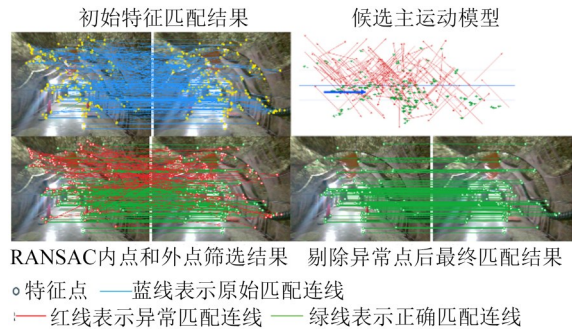 初始特征匹配结果
候选主运动模型
RANSAC内点和外点筛选结果
剔除异常点后最终匹配结果
特征点
蓝线表示原始匹配连线
红线表示异常匹配连线
绿线表示正确匹配连线